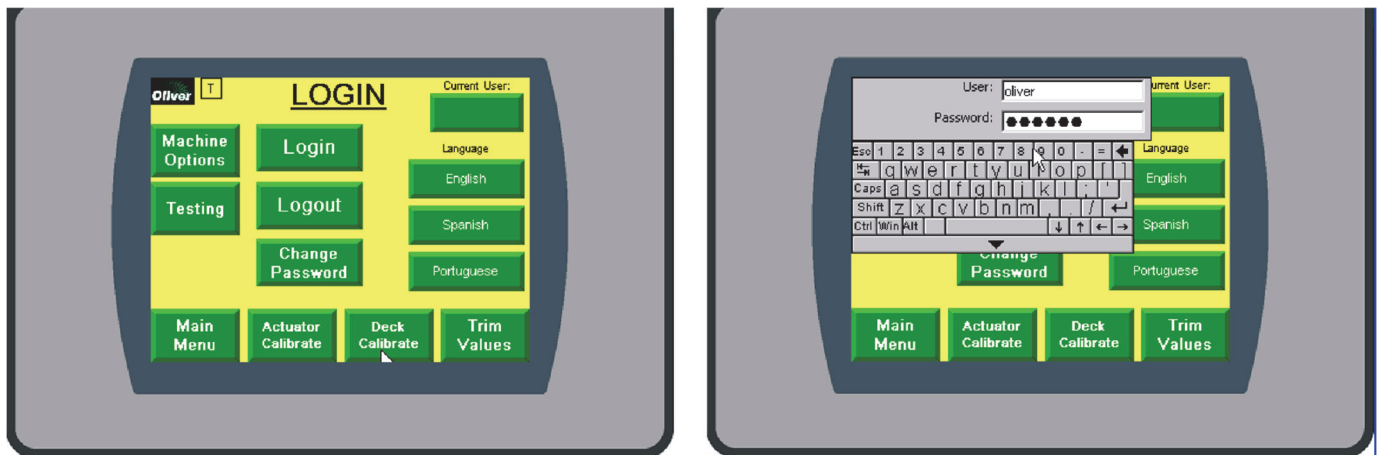 Oliver
T
LOGIN
Current User:
Machine
Options
Login
Language
English
Testing
Logout
Spanish
Change
Password
Portuguese
Main
Menu
Actuator
Calibrate
Deck
Calibrate
Trim
Values
User: oliver
Password: ●●●●●●
urrent User:
Esc 1 2 3 4 5 6 7 8 9 0 - =
q w e r t y u i o p [ ]
Caps a s d f g h j k l ; '
Shift z x c v b n m , . /
Ctrl Win Alt
Language
English
Spanish
Change
Password
Portuguese
Main
Menu
Actuator
Calibrate
Deck
Calibrate
Trim
Values